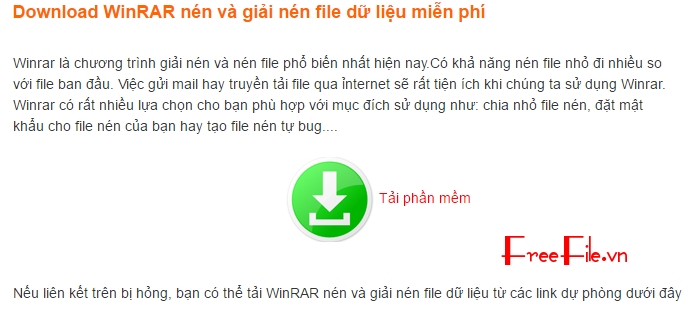 Download WinRAR nén và giải nén file dữ liệu miễn phí
Winrar là chương trình giải nén và nén file phổ biến nhất hiện nay.Có khả năng nén file nhỏ đi nhiều so
với file ban đầu. Việc gửi mail hay truyền tải file qua ỉnternet sẽ rất tiện ích khi chúng ta sử dụng Winrar.
Winrar có rất nhiều lựa chọn cho bạn phù hợp với mục đích sử dụng như: chia nhỏ file nén, đặt mật
khẩu cho file nén của bạn hay tạo file nén tự bug....
Tải phần mềm
FreeFile.vn
Nếu liên kết trên bị hỏng, bạn có thể tải WinRAR nén và giải nén file dữ liệu từ các link dự phòng dưới đây